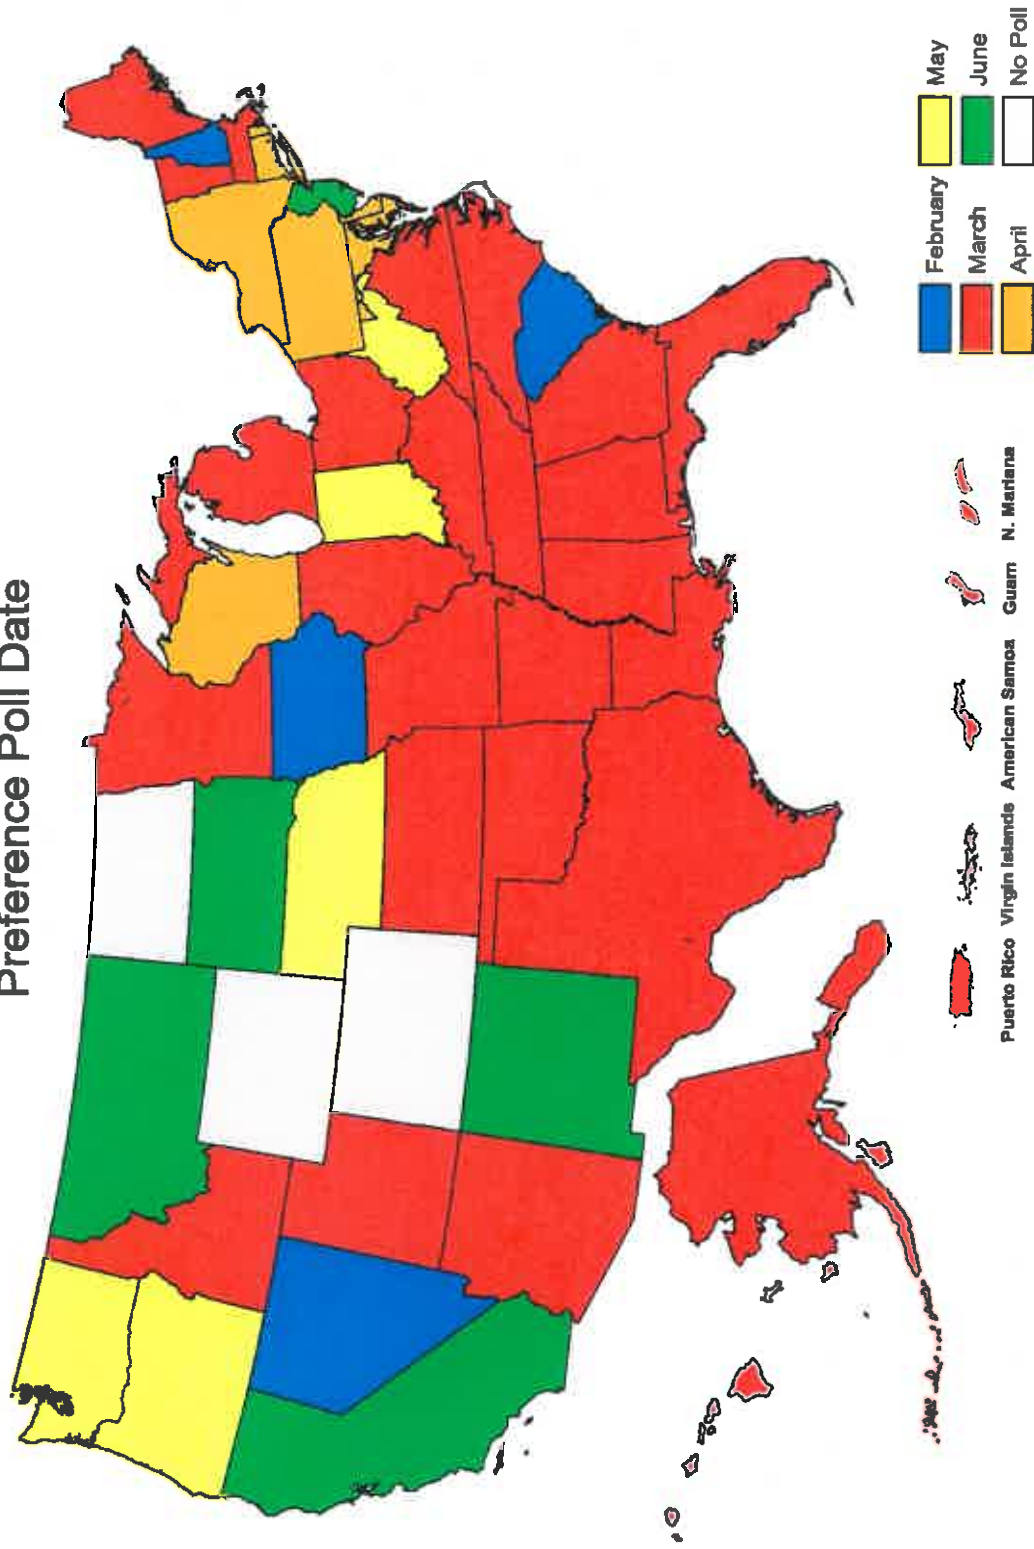 Preference Poll Date
February
May
March
June
April
No Poll
Puerto Rico
Virgin Islands
American Samoa
Guam
N. Mariana